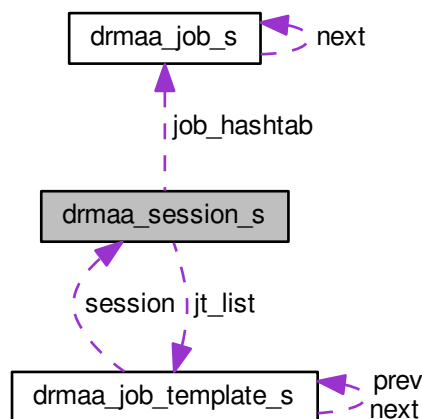 drmaa_job_s
next
job_hashtab
drmaa_session_s
session
jt_list
drmaa_job_template_s
prev
next